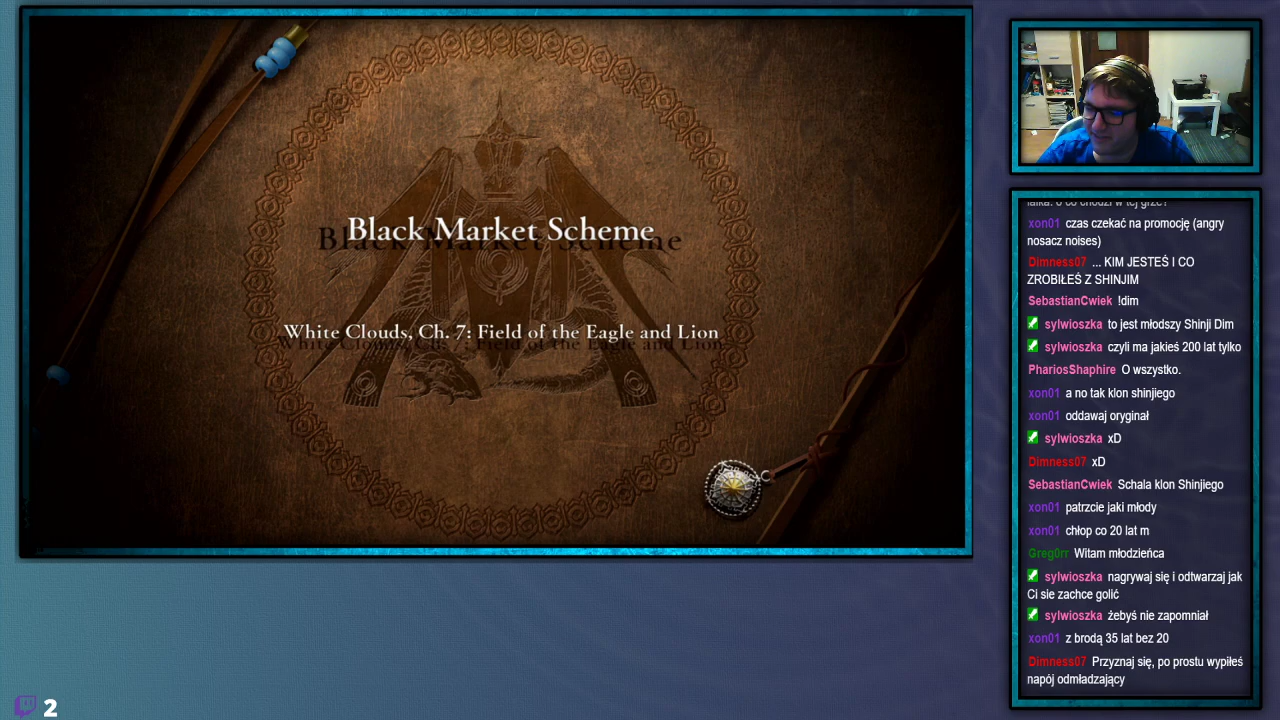 Black Market Scheme
White Clouds, Ch. 7: Field of the Eagle and Lion
xon01 czas czekać na promocję (angry
nosacz noises)
Dimness07 ... KIM JESTEŚ I CO
ZROBIŁEŚ Z SHINJIM
SebastianCwiek !dim
sylwioszka to jest młodszy Shinji Dim
sylwioszka czyli ma jakieś 200 lat tylko
PhariosShaphire O wszystko.
xon01 a no tak klon shinjiego
xon01 oddawaj oryginał
sylwioszka xD
Dimness07 xD
SebastianCwiek Schala klon Shinjiego
xon01 patrzcie jaki młody
xon01 chłop co 20 lat m
Greg0rr Witam młodzieńca
sylwioszka nagrywaj się i odtwarzaj jak
Ci sie zachce golić
sylwioszka żebyś nie zapomniał
xon01 z brodą 35 lat bez 20
Dimness07 Przyznaj się, po prostu wypiłeś
napój odmładzający
2